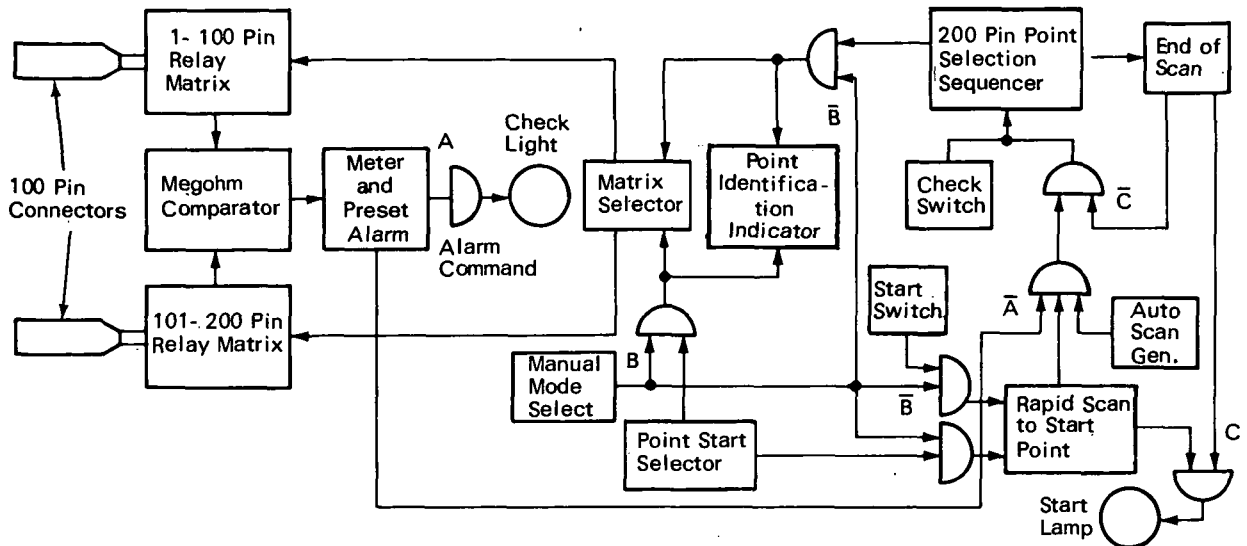 1- 100 Pin
Relay
Matrix
100 Pin
Connectors
Megohm
Comparator
101-.200 Pin
Relay Matrix
Meter
and
Preset
Alarm
A
Alarm
Command
Check
Light
Matrix
Selector
Point
Identifica-
tion
Indicator
B̅
200 Pin Point
Selection
Sequencer
End of
Scan
Check
Switch
C̅
Start
Switch
A̅
Auto
Scan
Gen.
Manual
Mode
Select
B
B̅
Point Start
Selector
Rapid Scan
to Start
Point
C
Start
Lamp